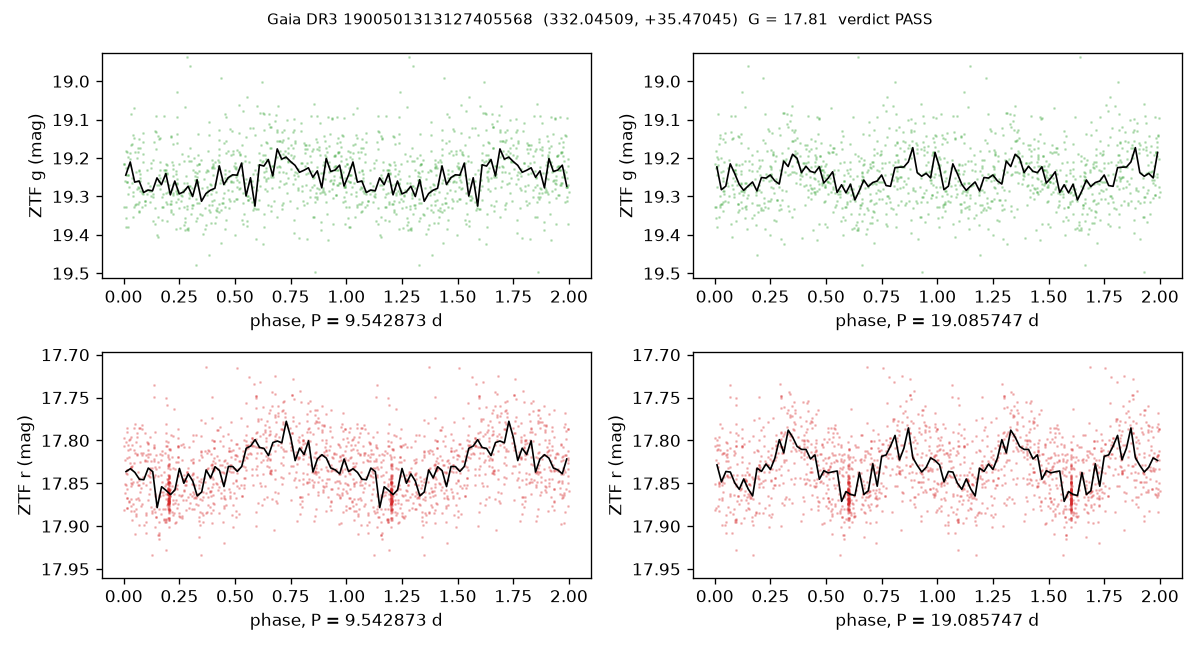 Gaia DR3 1900501313127405568 (332.04509, +35.47045) G = 17.81 verdict PASS
ZTF g (mag)
19.0
19.1
19.2
19.3
19.4
19.5
0.00 0.25 0.50 0.75 1.00 1.25 1.50 1.75 2.00
phase, P = 9.542873 d
ZTF g (mag)
19.0
19.1
19.2
19.3
19.4
19.5
0.00 0.25 0.50 0.75 1.00 1.25 1.50 1.75 2.00
phase, P = 19.085747 d
ZTF r (mag)
17.70
17.75
17.80
17.85
17.90
17.95
0.00 0.25 0.50 0.75 1.00 1.25 1.50 1.75 2.00
phase, P = 9.542873 d
ZTF r (mag)
17.70
17.75
17.80
17.85
17.90
17.95
0.00 0.25 0.50 0.75 1.00 1.25 1.50 1.75 2.00
phase, P = 19.085747 d